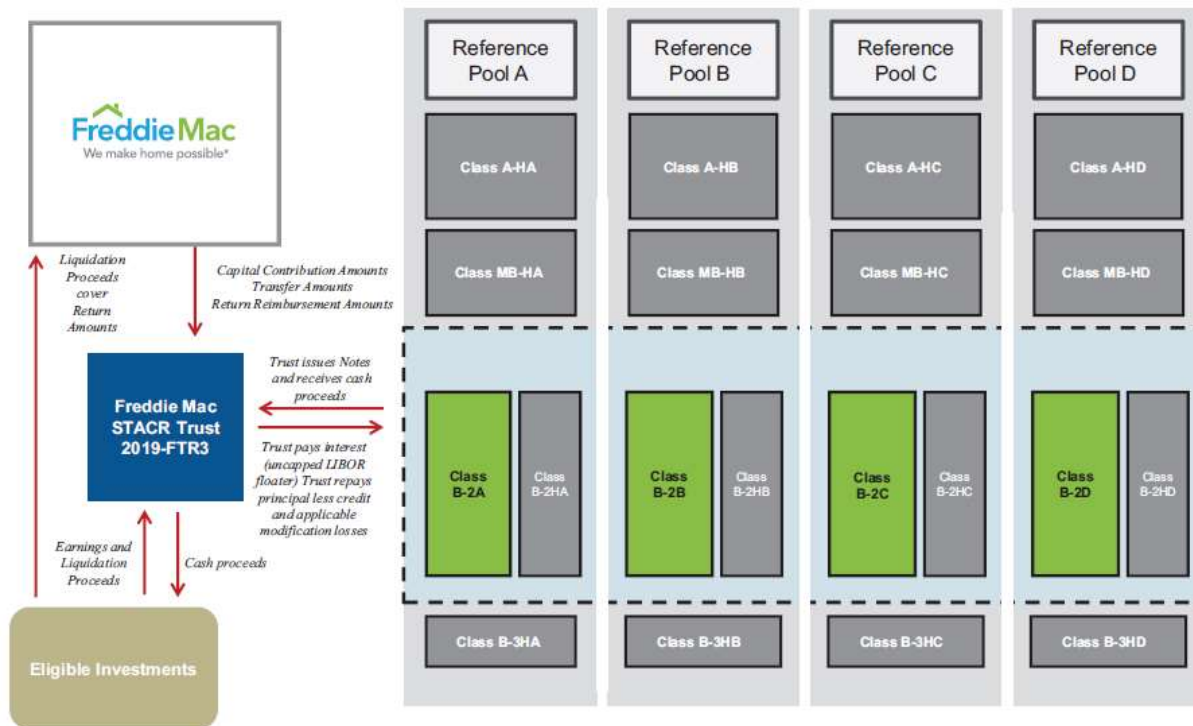 FreddieMac
We make home possible®
Liquidation
Proceeds
cover
Return
Amounts
Capital Contribution Amounts
Transfer Amounts
Return Reimbursement Amounts
Freddie Mac
STACR Trust
2019-FTR3
Trust issues Notes
and receives cash
proceeds
Trust pays interest
(uncapped LIBOR
floater) Trust repays
principal less credit
and applicable
modification losses
Earnings and
Liquidation
Proceeds
Cash proceeds
Eligible Investments
Reference
Pool A
Class A-HA
Class MB-HA
Class
B-2A
Class
B-2HA
Class B-3HA
Reference
Pool B
Class A-HB
Class MB-HB
Class
B-2B
Class
B-2HB
Class B-3HB
Reference
Pool C
Class A-HC
Class MB-HC
Class
B-2C
Class
B-2HC
Class B-3HC
Reference
Pool D
Class A-HD
Class MB-HD
Class
B-2D
Class
B-2HD
Class B-3HD